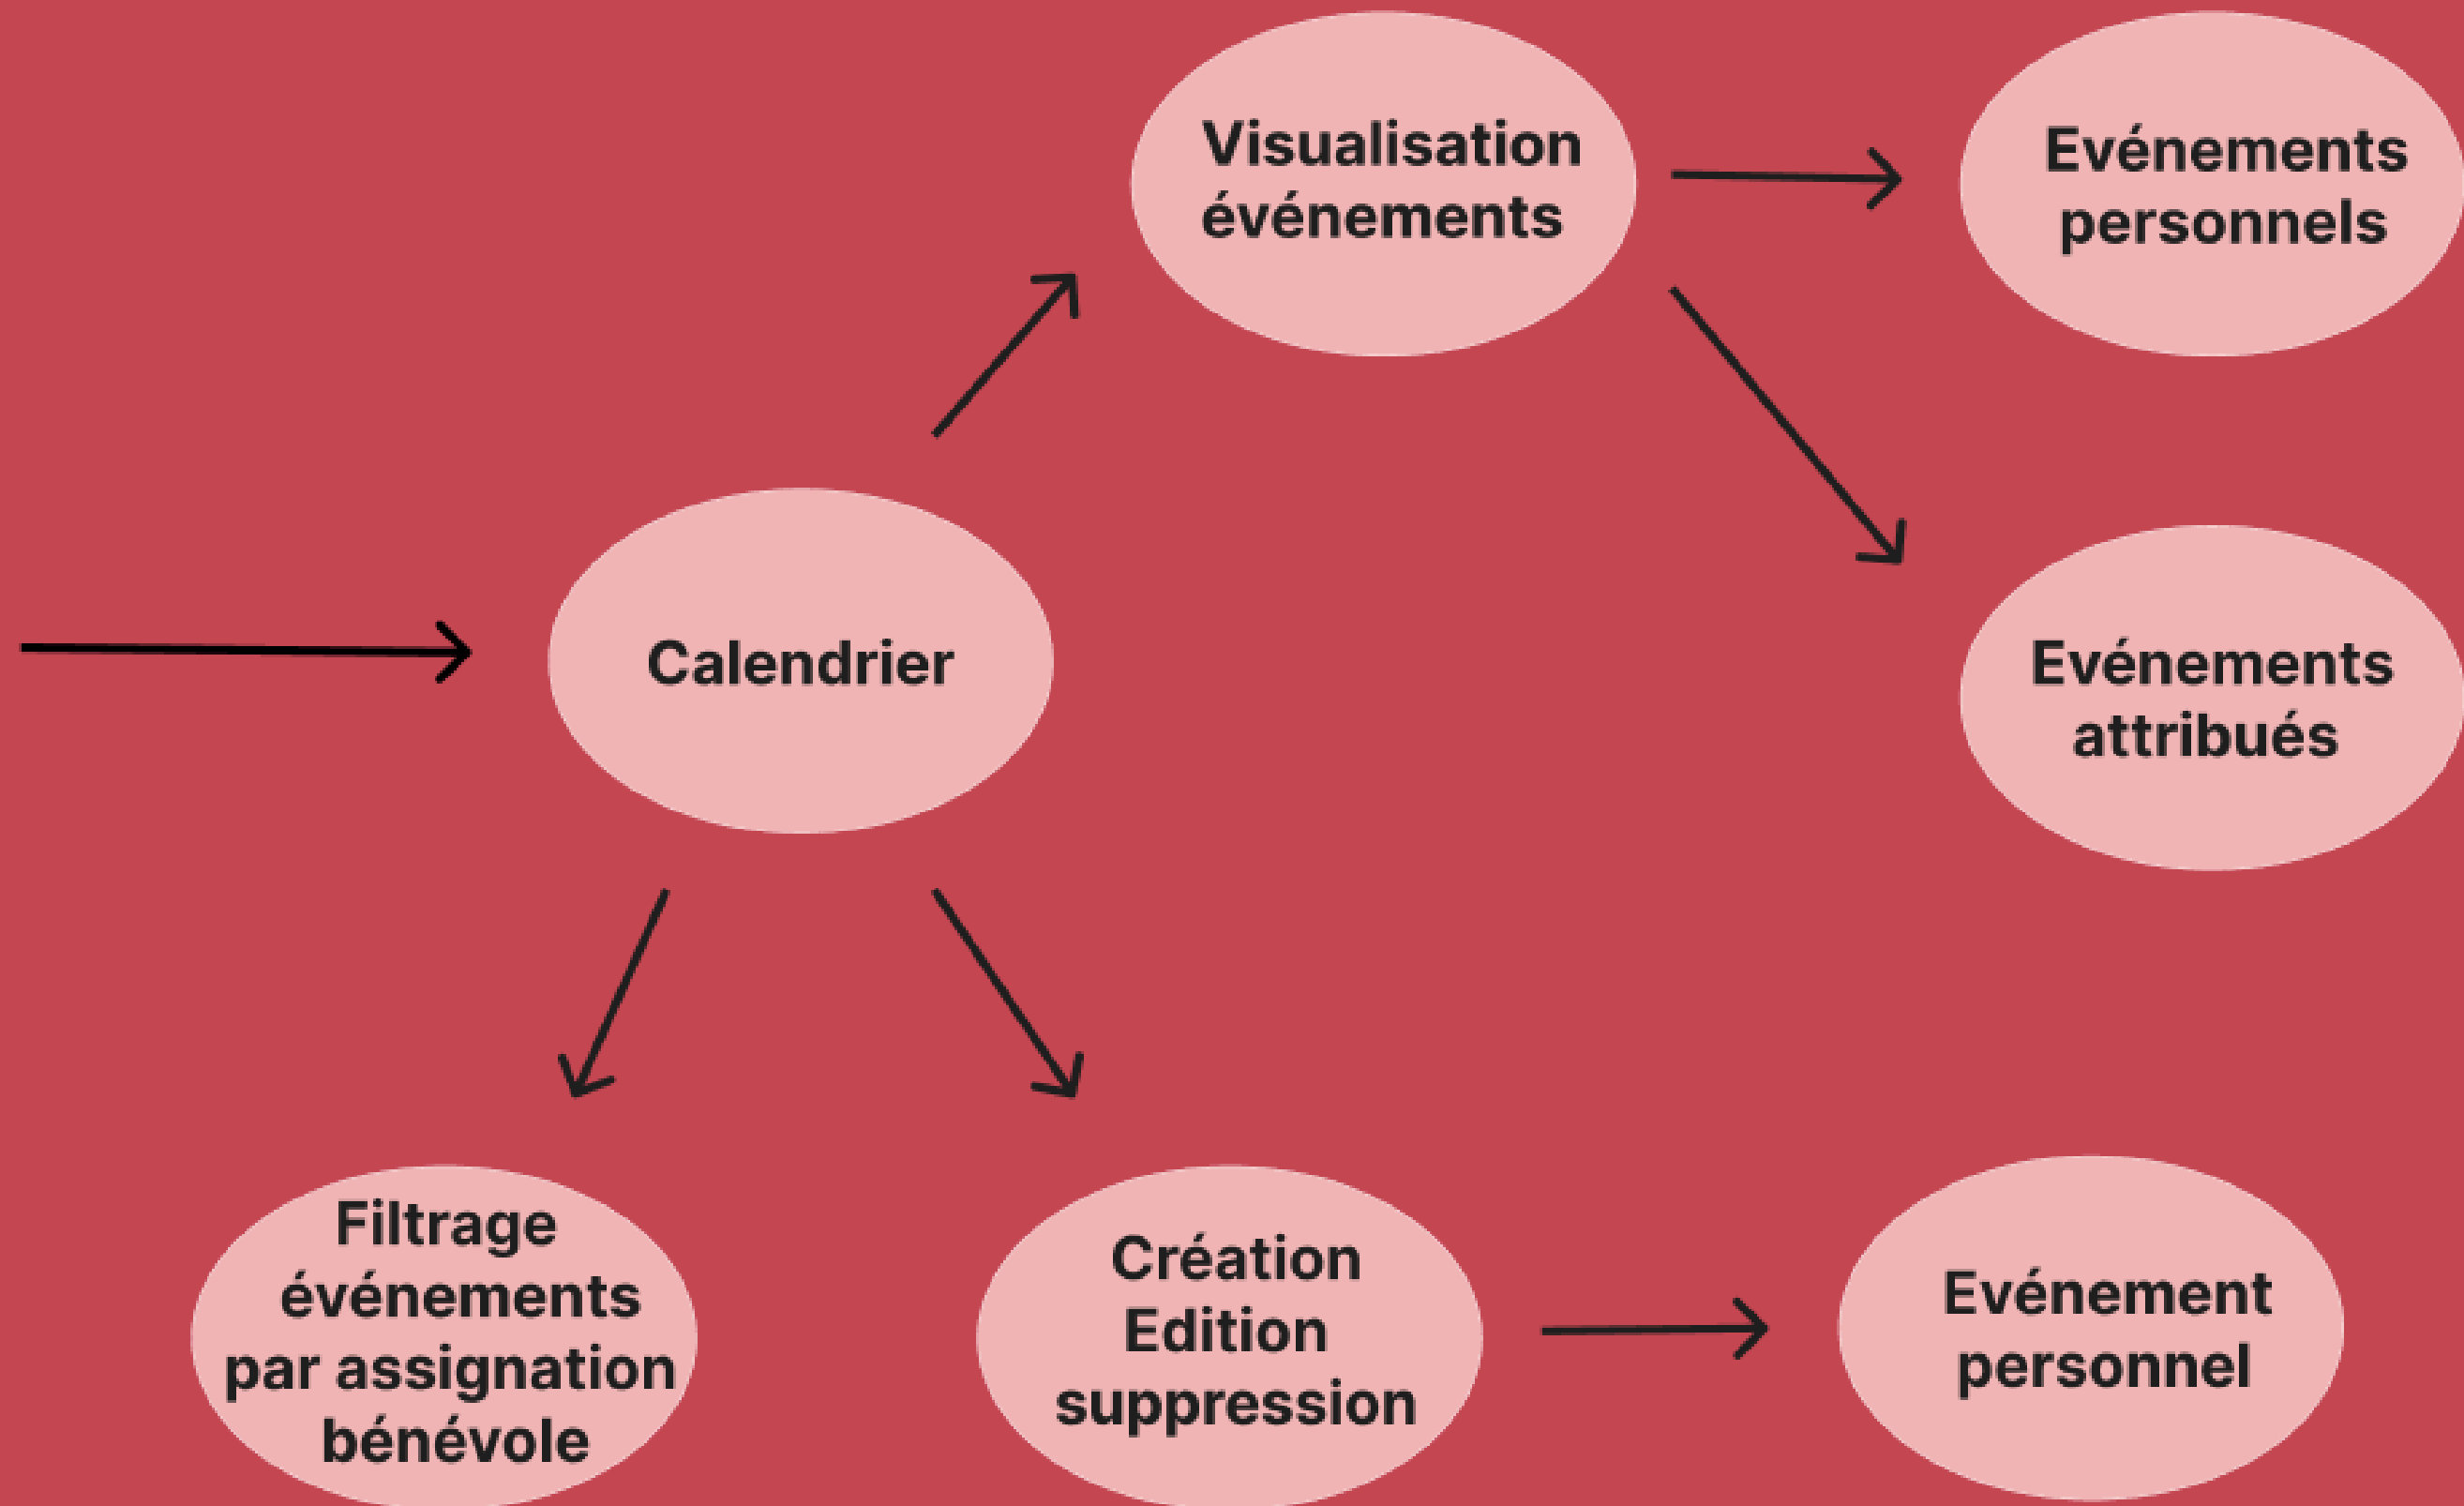 Visualisation
événements
Evénements
personnels
Calendrier
Evénements
attribués
Filtrage
événements
par assignation
bénévole
Création
Edition
suppression
Evénement
personnel